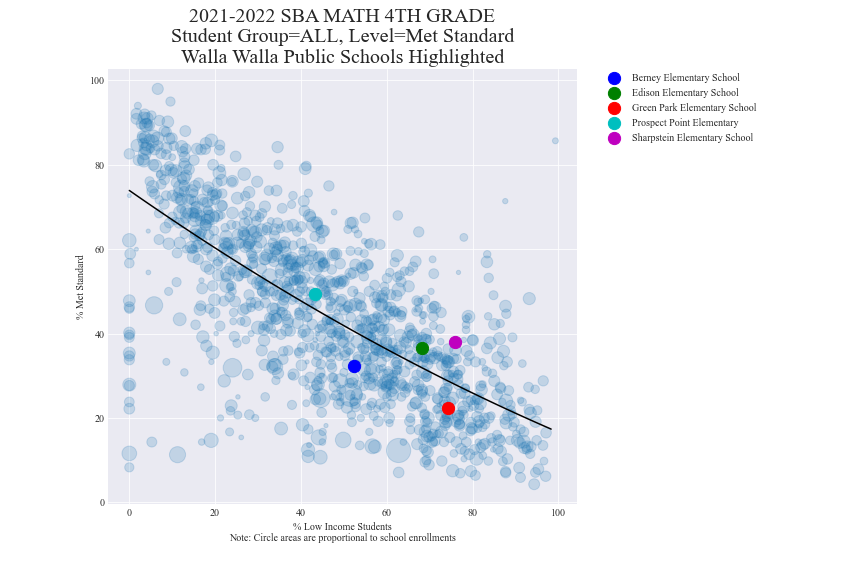 2021-2022 SBA MATH 4TH GRADE
Student Group=ALL, Level=Met Standard
Walla Walla Public Schools Highlighted
Berney Elementary School
Edison Elementary School
Green Park Elementary School
Prospect Point Elementary
Sharpstein Elementary School
% Met Standard
100
80
60
40
20
0
0 20 40 60 80 100
% Low Income Students
Note: Circle areas are proportional to school enrollments